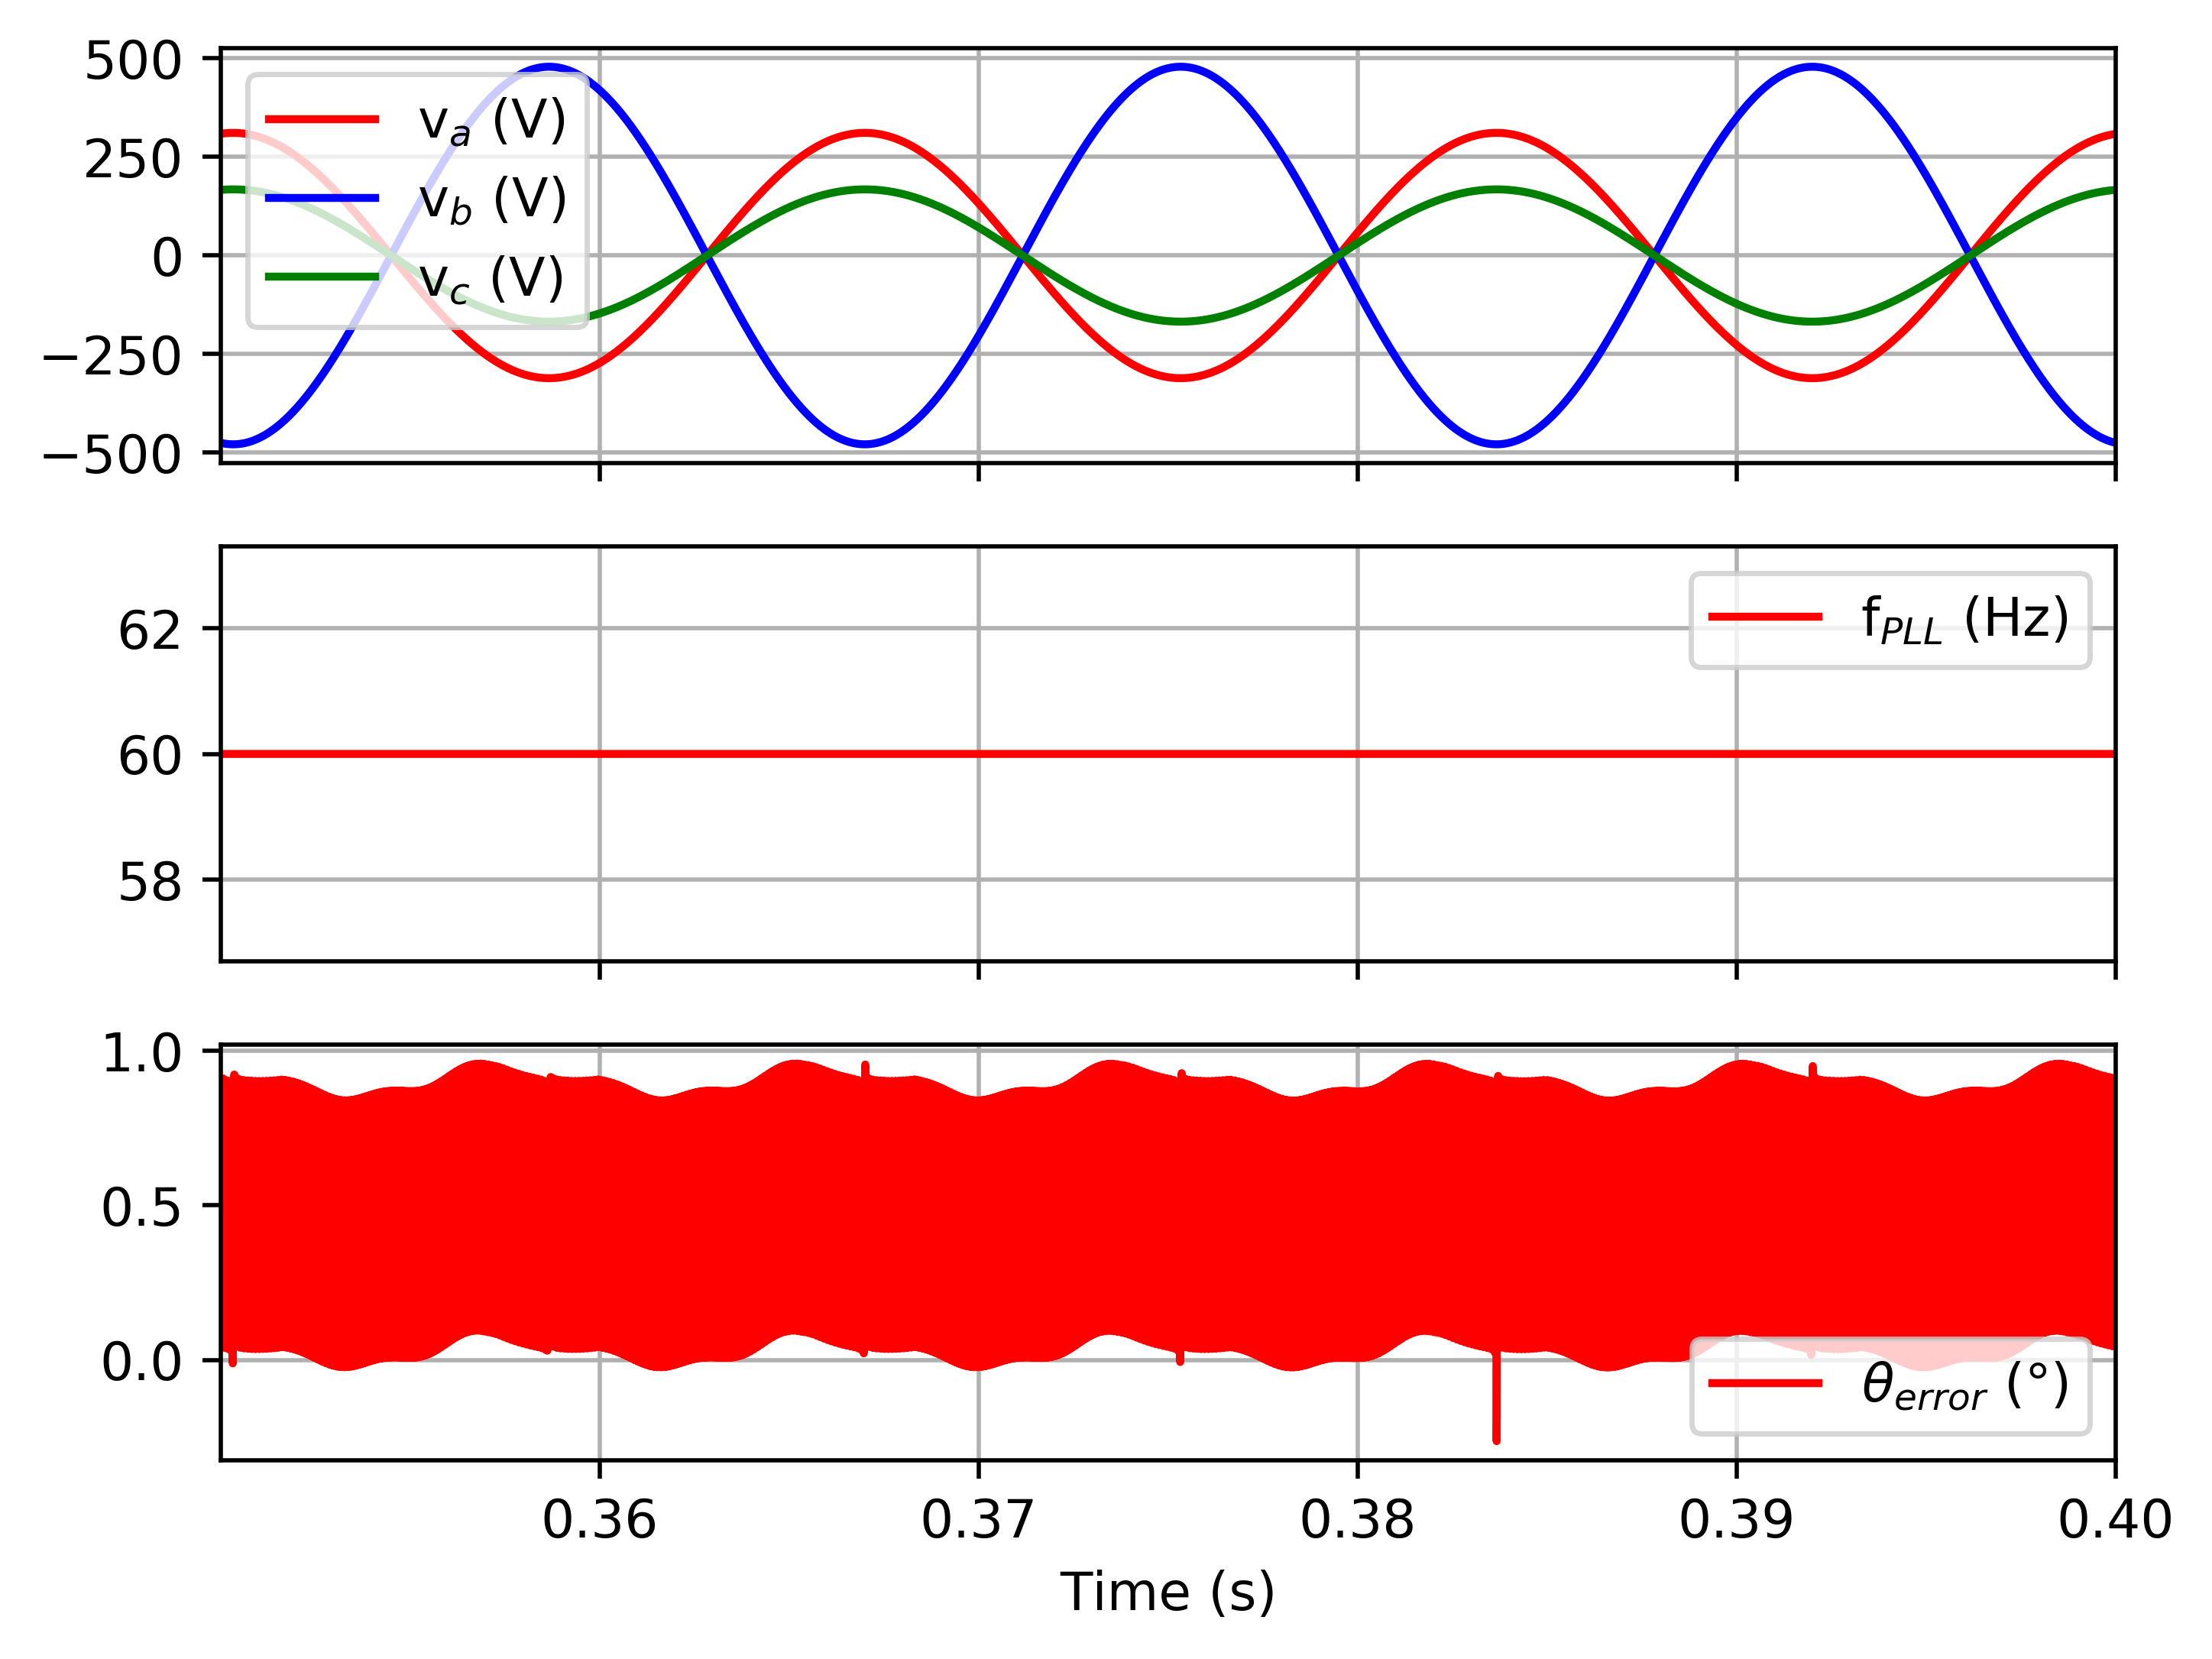 500
250
0
−250
−500
v_a (V)
v_b (V)
v_c (V)
62
60
58
f_PLL (Hz)
1.0
0.5
0.0
θ_error (°)
0.36 0.37 0.38 0.39 0.40
Time (s)